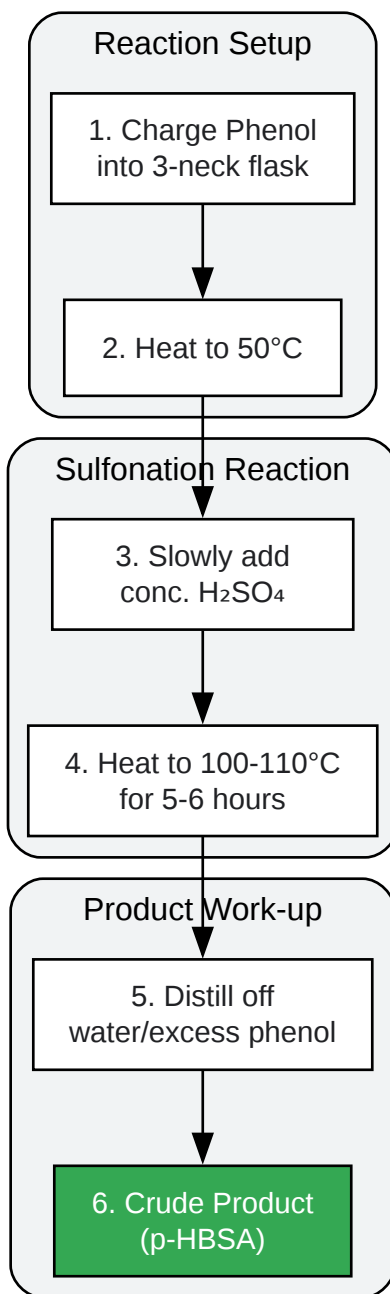 Reaction Setup
1. Charge Phenol
into 3-neck flask
2. Heat to 50°C
Sulfonation Reaction
3. Slowly add
conc. H₂SO₄
4. Heat to 100-110°C
for 5-6 hours
Product Work-up
5. Distill off
water/excess phenol
6. Crude Product
(p-HBSA)